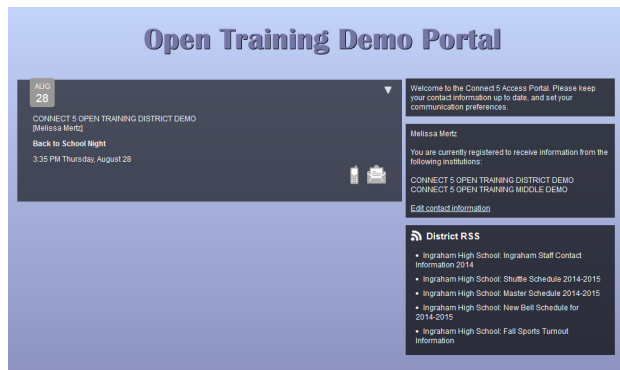 Open Training Demo Portal
AUG
28
CONNECT 5 OPEN TRAINING DISTRICT DEMO
[Melissa Mertz]
Back to School Night
3:35 PM Thursday, August 28
Welcome to the Connect 5 Access Portal. Please keep
your contact information up to date, and set your
communication preferences.
Melissa Mertz
You are currently registered to receive information from the
following institutions:
CONNECT 5 OPEN TRAINING DISTRICT DEMO
CONNECT 5 OPEN TRAINING MIDDLE DEMO
Edit contact information
District RSS
• Ingraham High School: Ingraham Staff Contact
Information 2014
• Ingraham High School: Shuttle Schedule 2014-2015
• Ingraham High School: Master Schedule 2014-2015
• Ingraham High School: New Bell Schedule for
2014-2015
• Ingraham High School: Fall Sports Turnout
Information